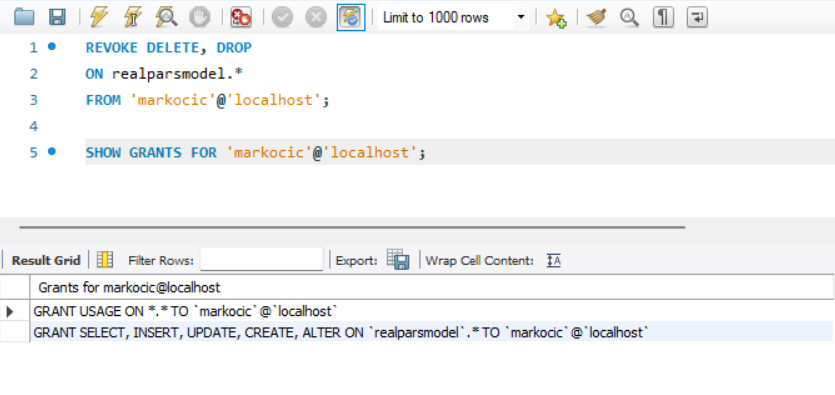 Limit to 1000 rows
1 REVOKE DELETE, DROP
2 ON realparsmodel.*
3 FROM 'markocic'@'localhost';
4
5 SHOW GRANTS FOR 'markocic'@'localhost';
Result Grid Filter Rows: Export: Wrap Cell Content:
Grants for markocic@localhost
GRANT USAGE ON *.* TO `markocic`@`localhost`
GRANT SELECT, INSERT, UPDATE, CREATE, ALTER ON `realparsmodel`.* TO `markocic`@`localhost`